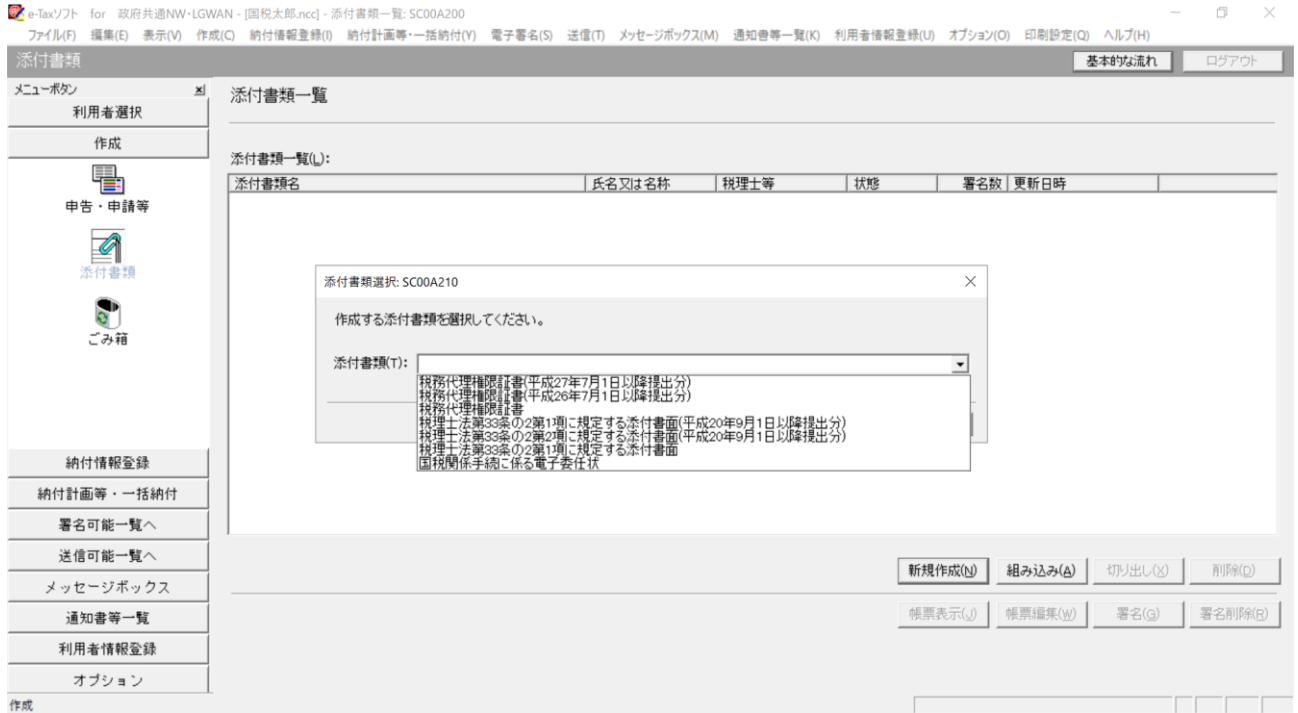 e-Taxソフト for 政府共通NW・LGWAN - [国税太郎.ncc] - 添付書類一覧: SC00A200
ファイル(F) 編集(E) 表示(V) 作成(C) 納付情報登録(I) 納付計画等・一括納付(Y) 電子署名(S) 送信(T) メッセージボックス(M) 通知書等一覧(K) 利用者情報登録(U) オプション(O) 印刷設定(Q) ヘルプ(H)
添付書類 基本的な流れ ログアウト
メニューボタン
利用者選択
作成
申告・申請等
添付書類
ごみ箱
納付情報登録
納付計画等・一括納付
署名可能一覧へ
送信可能一覧へ
メッセージボックス
通知書等一覧
利用者情報登録
オプション
添付書類一覧
添付書類一覧(L):
添付書類名 氏名又は名称 税理士等 状態 署名数 更新日時
添付書類選択: SC00A210
作成する添付書類を選択してください。
添付書類(T):
税務代理権限証書(平成27年7月1日以降提出分)
税務代理権限証書(平成26年7月1日以降提出分)
税務代理権限証書
税理士法第33条の2第1項に規定する添付書面(平成20年9月1日以降提出分)
税理士法第33条の2第2項に規定する添付書面(平成20年9月1日以降提出分)
税理士法第33条の2第1項に規定する添付書面
国税関係手続に係る電子委任状
新規作成(N) 組み込み(A) 切り出し(X) 削除(D)
帳票表示(J) 帳票編集(W) 署名(G) 署名削除(R)
作成